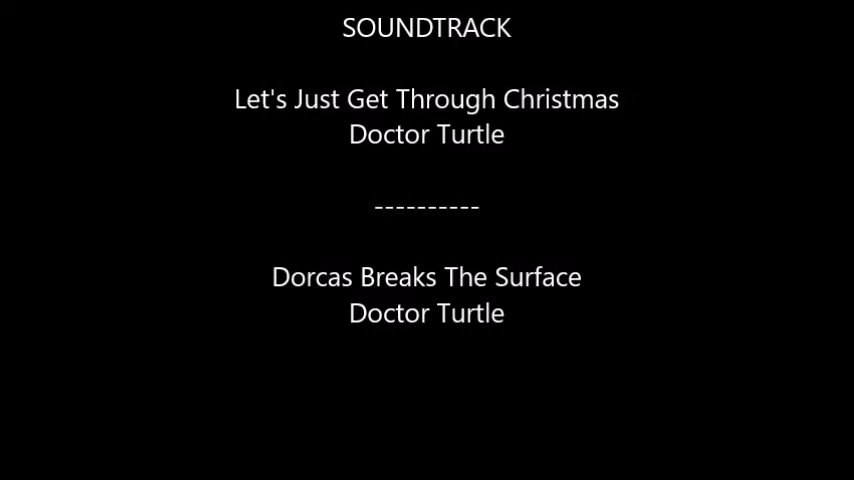 SOUNDTRACK
Let's Just Get Through Christmas
Doctor Turtle
----------
Dorcas Breaks The Surface
Doctor Turtle